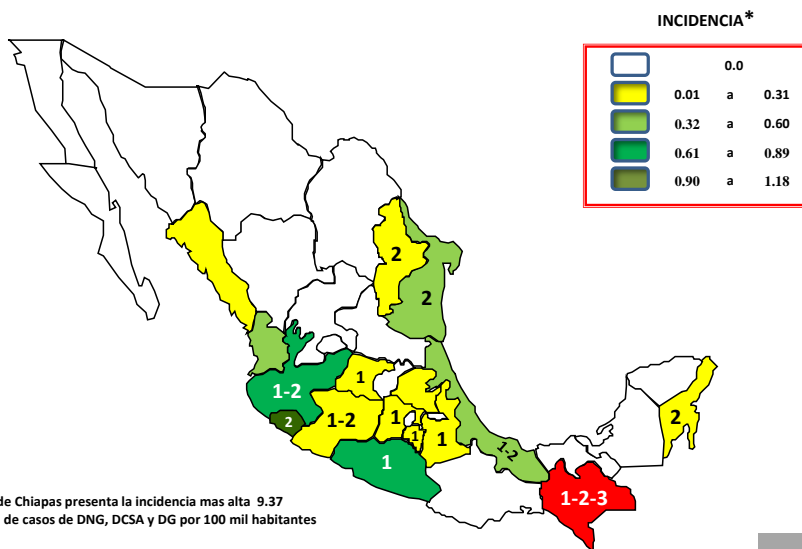 INCIDENCIA*
0.0
0.01 a 0.31
0.32 a 0.60
0.61 a 0.89
0.90 a 1.18
2
2
1-2
1
2
1-2
1
1
1
1
1-2
2
1-2-3
de Chiapas presenta la incidencia mas alta 9.37
de casos de DNG, DCSA y DG por 100 mil habitantes